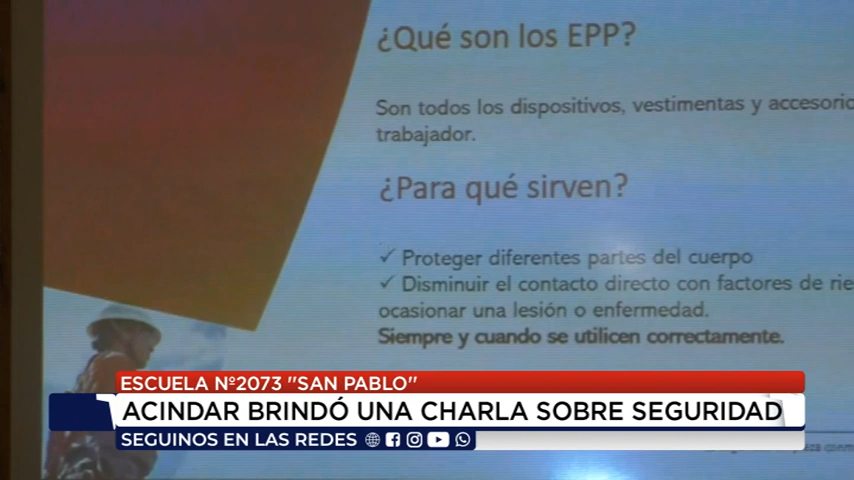 ¿Qué son los EPP?
Son todos los dispositivos, vestimentas y
trabajador.
¿Para qué sirven?
✓ Proteger diferentes partes del cuerpo
✓ Disminuir el contacto directo con factores de
ocasionar una lesión o enfermedad.
Siempre y cuando se utilicen correctamente.
ESCUELA Nº2073 "SAN PABLO"
ACINDAR BRINDÓ UNA CHARLA SOBRE SEGURIDAD
SEGUINOS EN LAS REDES